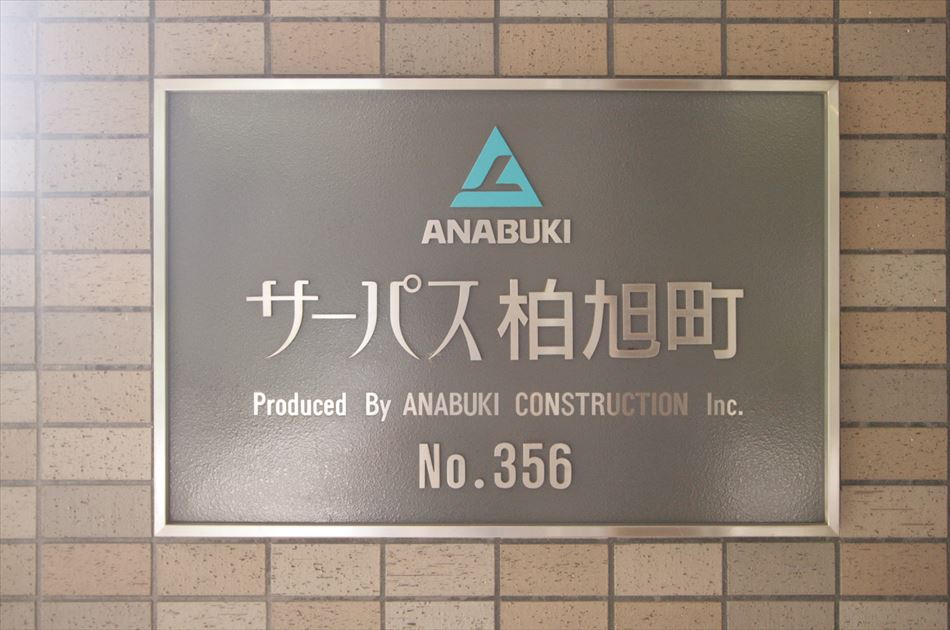 ANABUKI
サーパス柏旭町
Produced By ANABUKI CONSTRUCTION Inc.
No.356